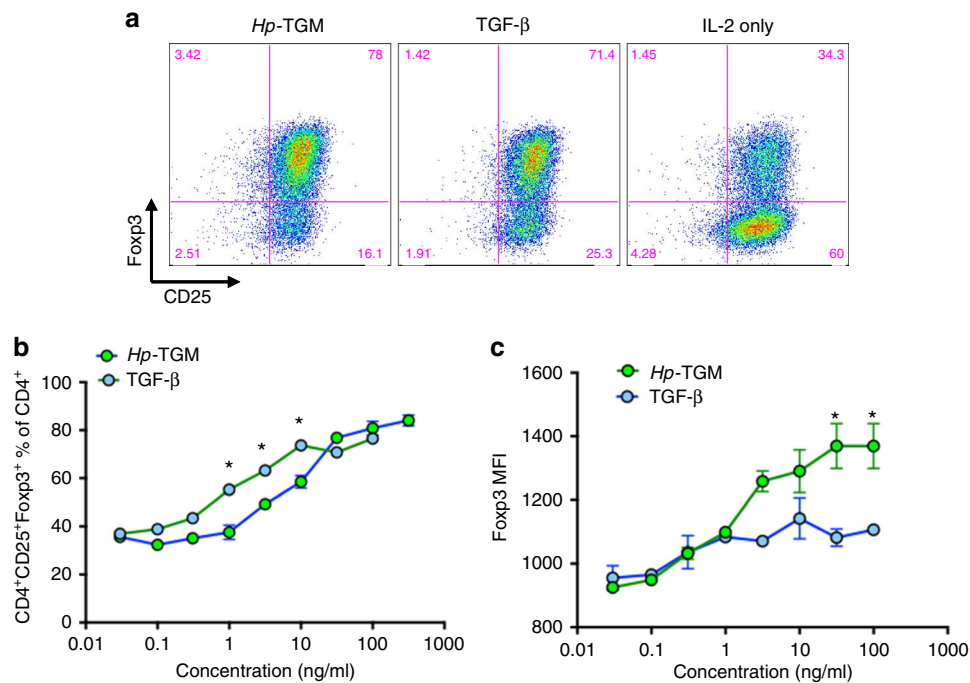 a
Hp-TGM TGF-β IL-2 only
3.42 78 1.42 71.4 1.45 34.3
2.51 16.1 1.91 25.3 4.28 60
Foxp3
CD25
b
Hp-TGM
TGF-β
CD4+CD25+Foxp3+ % of CD4+
100
80
60
40
20
0
* * *
0.01 0.1 1 10 100 1000
Concentration (ng/ml)
c
Hp-TGM
TGF-β
Foxp3 MFI
1600
1400
1200
1000
800
* *
0.01 0.1 1 10 100 1000
Concentration (ng/ml)